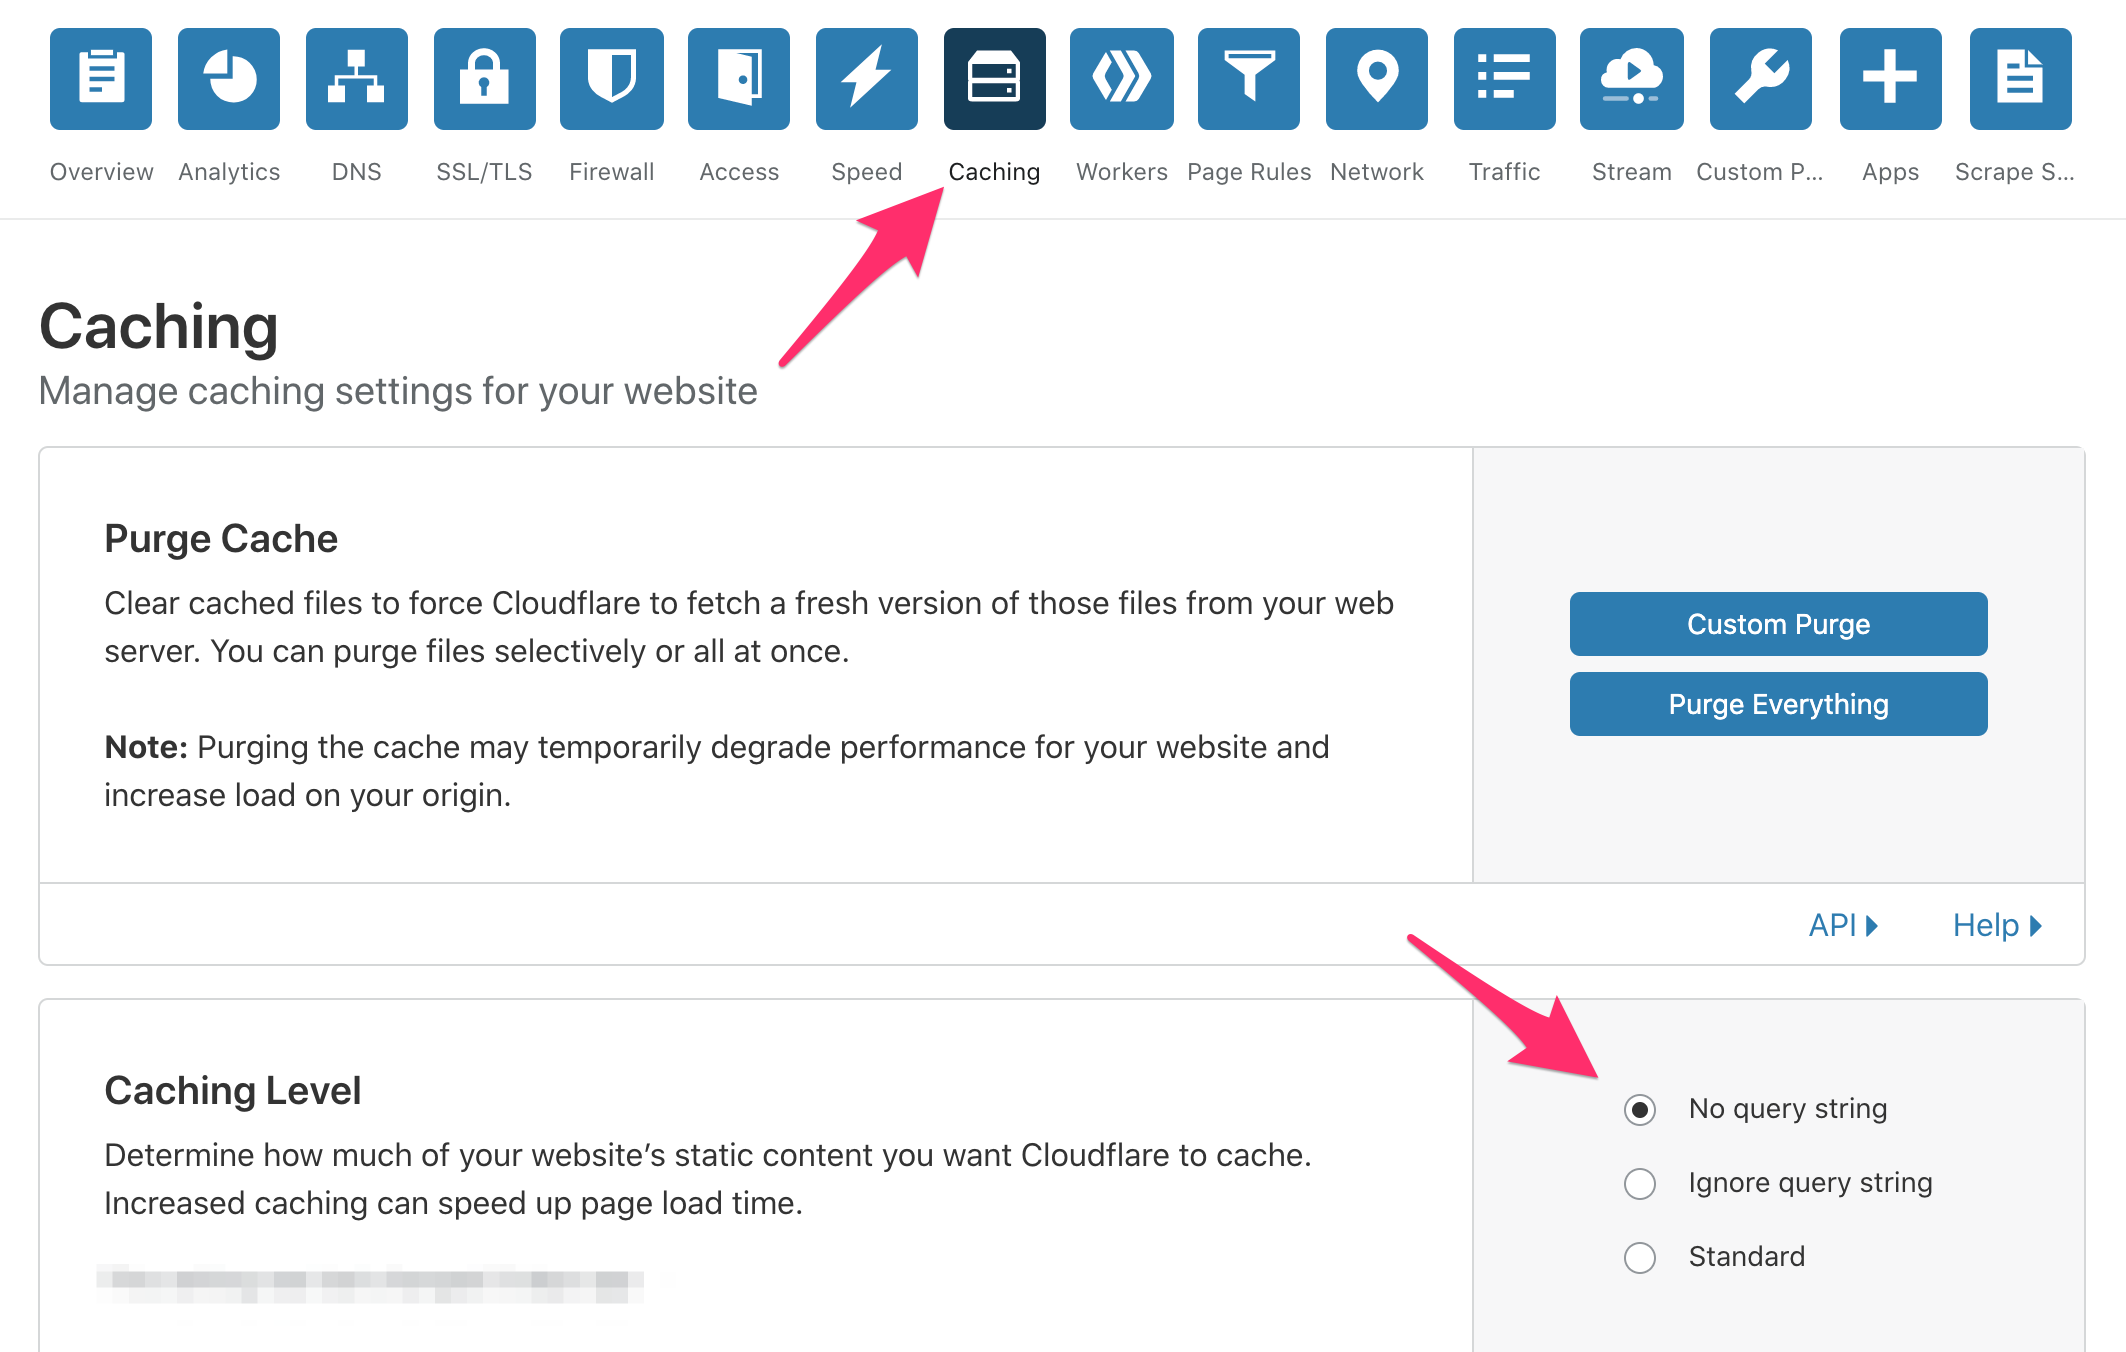 Overview Analytics DNS SSL/TLS Firewall Access Speed Caching Workers Page Rules Network Traffic Stream Custom P... Apps Scrape S...
Caching
Manage caching settings for your website
Purge Cache
Clear cached files to force Cloudflare to fetch a fresh version of those files from your web
server. You can purge files selectively or all at once.
Note: Purging the cache may temporarily degrade performance for your website and
increase load on your origin.
Custom Purge
Purge Everything
API
Help
Caching Level
Determine how much of your website’s static content you want Cloudflare to cache.
Increased caching can speed up page load time.
No query string
Ignore query string
Standard